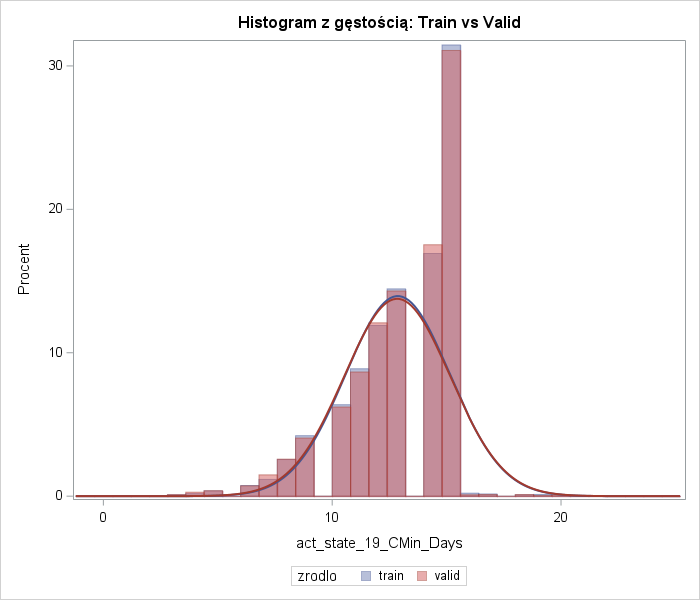 Histogram z gęstością: Train vs Valid
30
20
10
0
Procent
0 10 20
act_state_19_CMin_Days
zrodlo train valid